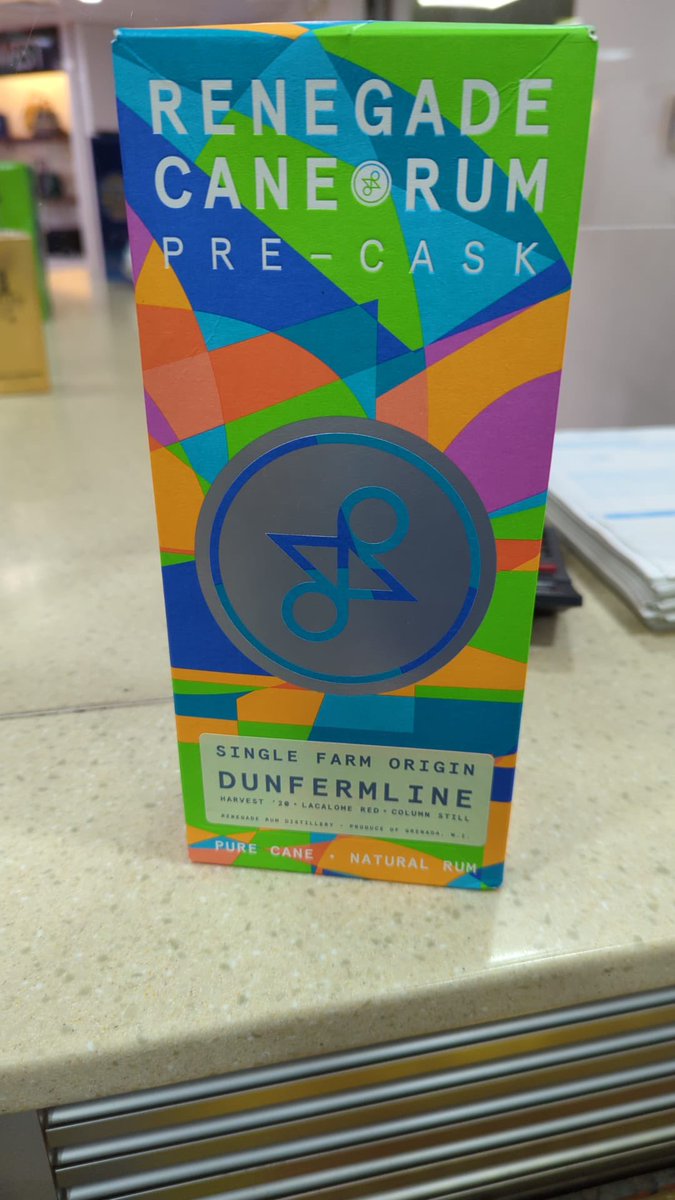 RENEGADE
CANE RUM
PRE-CASK
SINGLE FARM ORIGIN
DUNFERMLINE
HARVEST '20 • LACALOME RED • COLUMN STILL
RENEGADE RUM DISTILLERY • PRODUCE OF GRENADA, W.I.
PURE CANE • NATURAL RUM